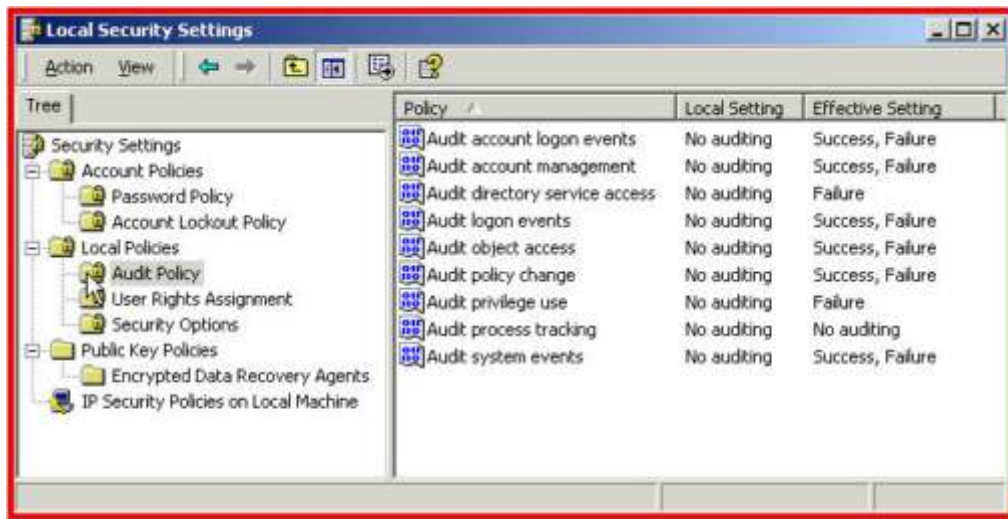 Local Security Settings
Action View
Tree
Security Settings
Account Policies
Password Policy
Account Lockout Policy
Local Policies
Audit Policy
User Rights Assignment
Security Options
Public Key Policies
Encrypted Data Recovery Agents
IP Security Policies on Local Machine
Policy Local Setting Effective Setting
Audit account logon events No auditing Success, Failure
Audit account management No auditing Success, Failure
Audit directory service access No auditing Failure
Audit logon events No auditing Success, Failure
Audit object access No auditing Success, Failure
Audit policy change No auditing Success, Failure
Audit privilege use No auditing Failure
Audit process tracking No auditing No auditing
Audit system events No auditing Success, Failure